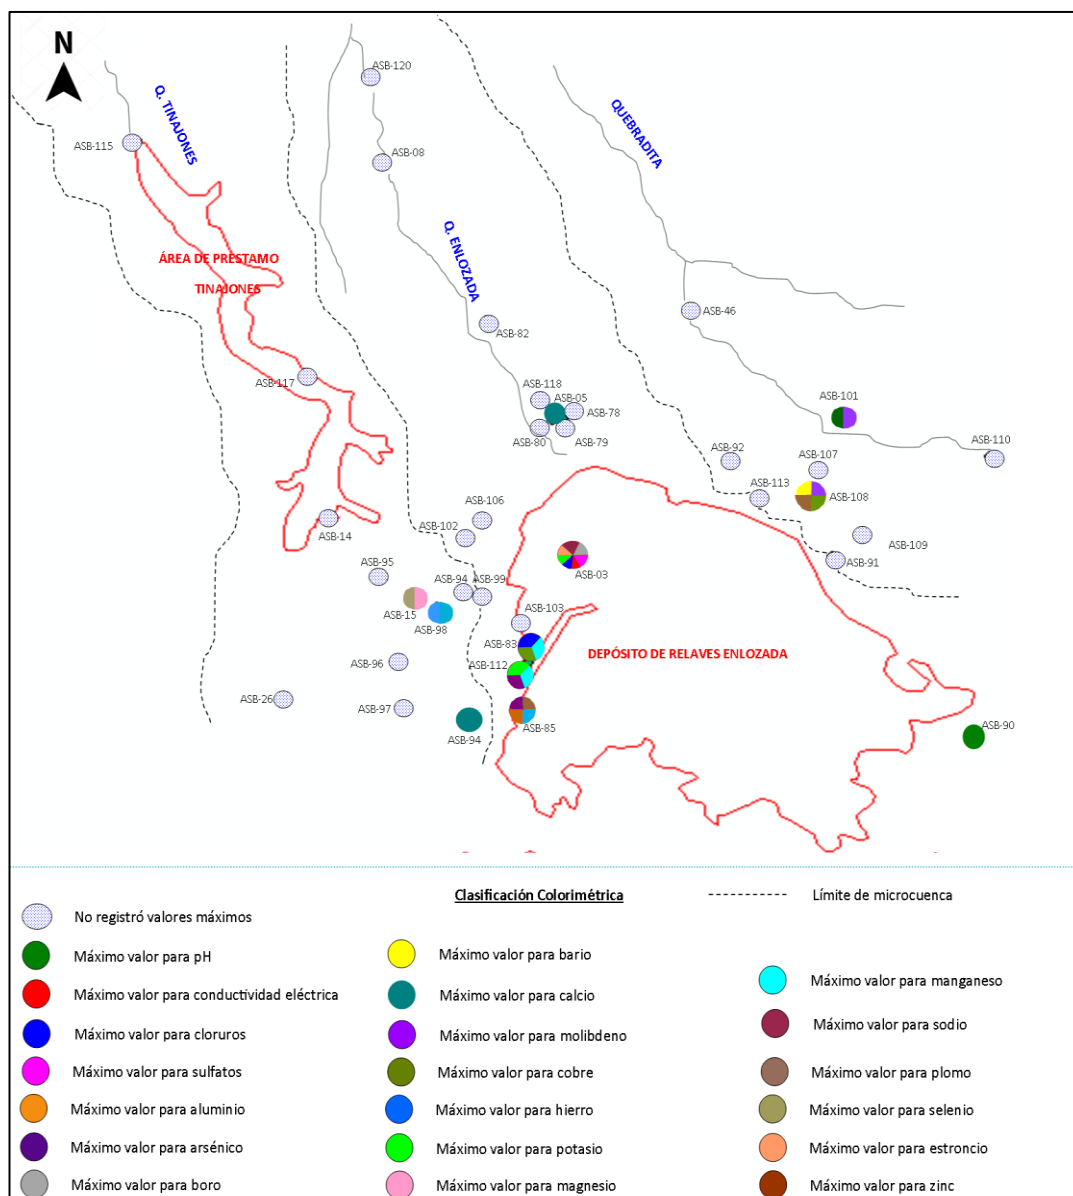 N
ASB-120
Q. TINAJONES
QUEBRADITA
ASB-115
ASB-08
Q. ENLOZADA
ÁREA DE PRÉSTAMO
TINAJONES
ASB-46
ASB-82
ASB-117
ASB-118
ASB-05
ASB-78
ASB-101
ASB-80
ASB-79
ASB-110
ASB-92
ASB-107
ASB-113
ASB-108
ASB-106
ASB-102
ASB-14
ASB-109
ASB-91
ASB-95
ASB-03
ASB-94
ASB-99
ASB-15
ASB-103
ASB-98
ASB-83
DEPÓSITO DE RELAVES ENLOZADA
ASB-96
ASB-112
ASB-26
ASB-97
ASB-94
ASB-85
ASB-90
Clasificación Colorimétrica
Límite de microcuenca
No registró valores máximos
Máximo valor para pH
Máximo valor para conductividad eléctrica
Máximo valor para cloruros
Máximo valor para sulfatos
Máximo valor para aluminio
Máximo valor para arsénico
Máximo valor para boro
Máximo valor para bario
Máximo valor para calcio
Máximo valor para molibdeno
Máximo valor para cobre
Máximo valor para hierro
Máximo valor para potasio
Máximo valor para magnesio
Máximo valor para manganeso
Máximo valor para sodio
Máximo valor para plomo
Máximo valor para selenio
Máximo valor para estroncio
Máximo valor para zinc